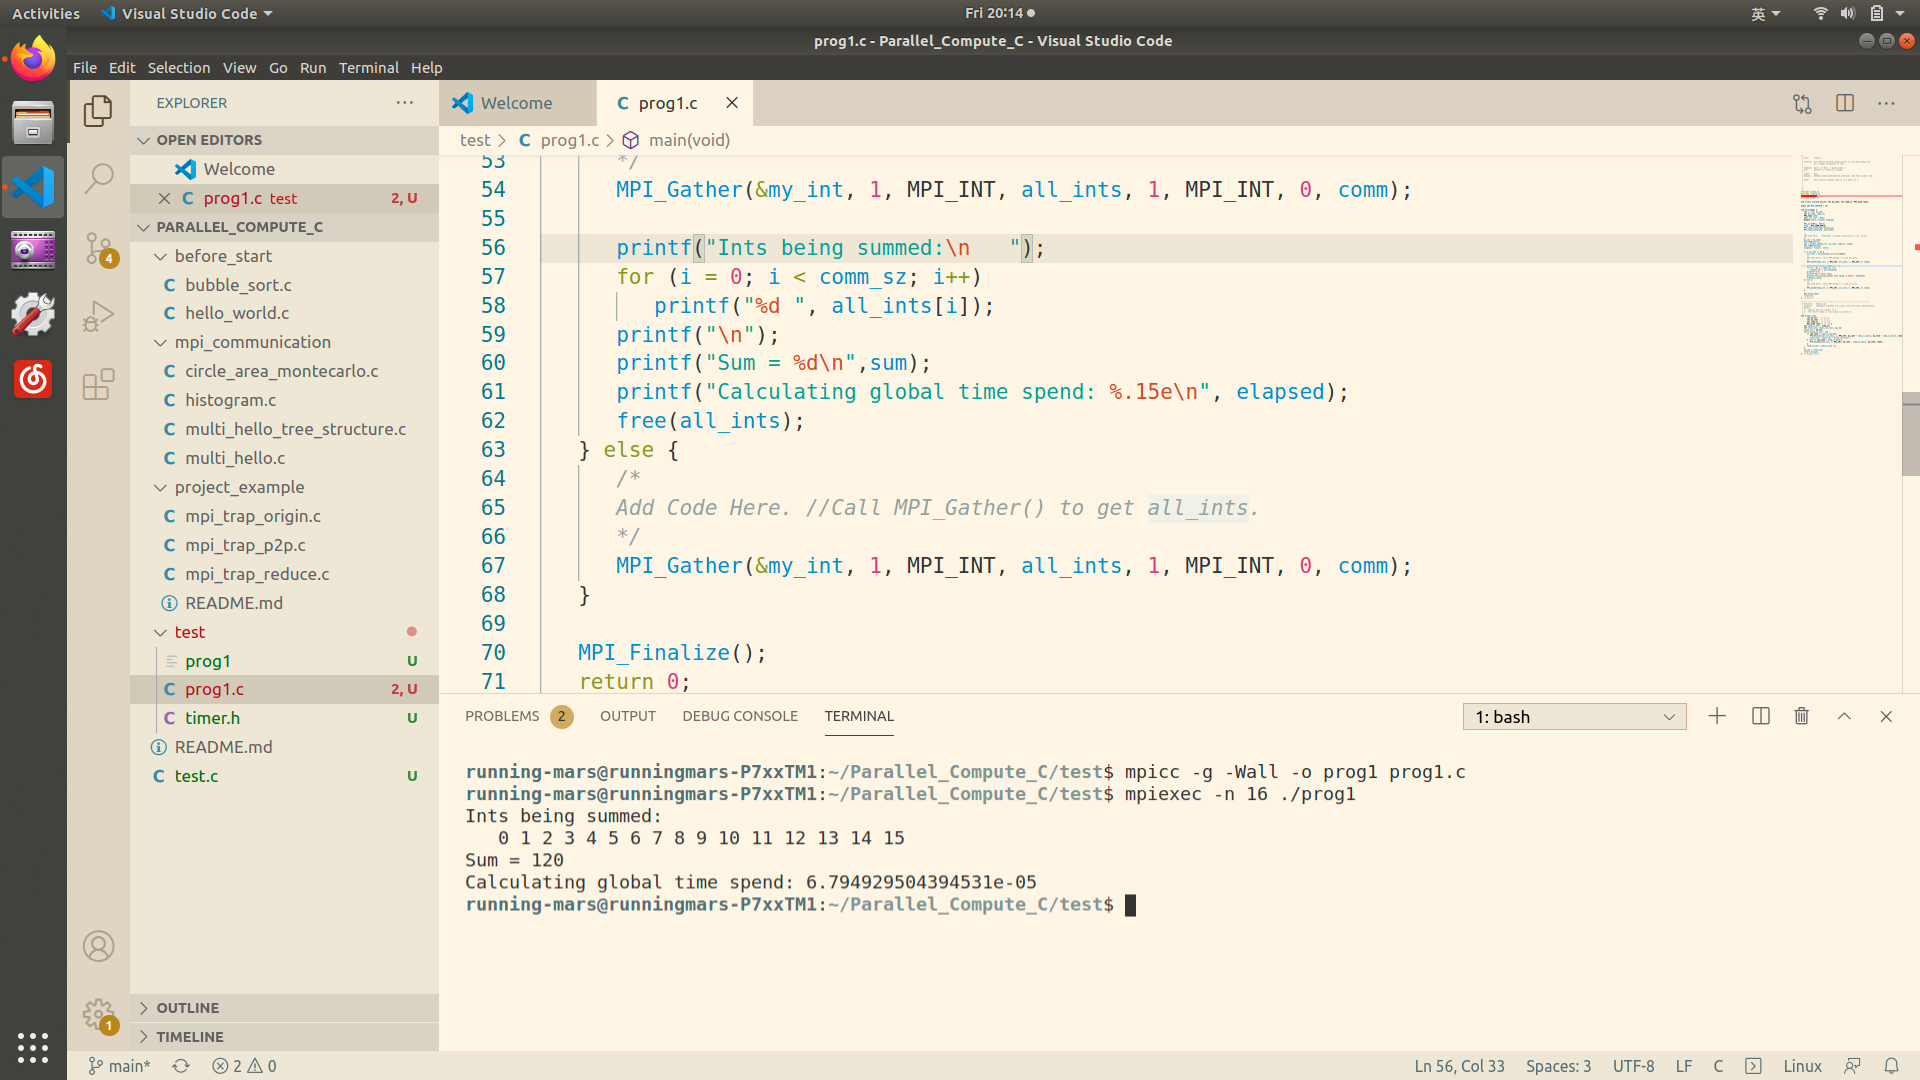 Activities
Visual Studio Code
Fri 20:14
英
prog1.c - Parallel_Compute_C - Visual Studio Code
File Edit Selection View Go Run Terminal Help
EXPLORER
OPEN EDITORS
Welcome
prog1.c test 2, U
PARALLEL_COMPUTE_C
before_start
bubble_sort.c
hello_world.c
mpi_communication
circle_area_montecarlo.c
histogram.c
multi_hello_tree_structure.c
multi_hello.c
project_example
mpi_trap_origin.c
mpi_trap_p2p.c
mpi_trap_reduce.c
README.md
test
prog1 U
prog1.c 2, U
timer.h U
README.md
test.c U
OUTLINE
TIMELINE
4
1
Welcome
prog1.c
test > prog1.c > main(void)
53 */
54 MPI_Gather(&my_int, 1, MPI_INT, all_ints, 1, MPI_INT, 0, comm);
55
56 printf("Ints being summed:\n   ");
57 for (i = 0; i < comm_sz; i++)
58 printf("%d ", all_ints[i]);
59 printf("\n");
60 printf("Sum = %d\n",sum);
61 printf("Calculating global time spend: %.15e\n", elapsed);
62 free(all_ints);
63 } else {
64 /*
65 Add Code Here. //Call MPI_Gather() to get all_ints.
66 */
67 MPI_Gather(&my_int, 1, MPI_INT, all_ints, 1, MPI_INT, 0, comm);
68 }
69
70 MPI_Finalize();
71 return 0;
PROBLEMS 2 OUTPUT DEBUG CONSOLE TERMINAL
1: bash
running-mars@runningmars-P7xxTM1:~/Parallel_Compute_C/test$ mpicc -g -Wall -o prog1 prog1.c
running-mars@runningmars-P7xxTM1:~/Parallel_Compute_C/test$ mpiexec -n 16 ./prog1
Ints being summed:
   0 1 2 3 4 5 6 7 8 9 10 11 12 13 14 15
Sum = 120
Calculating global time spend: 6.794929504394531e-05
running-mars@runningmars-P7xxTM1:~/Parallel_Compute_C/test$
main* 2 0
Ln 56, Col 33 Spaces: 3 UTF-8 LF C Linux